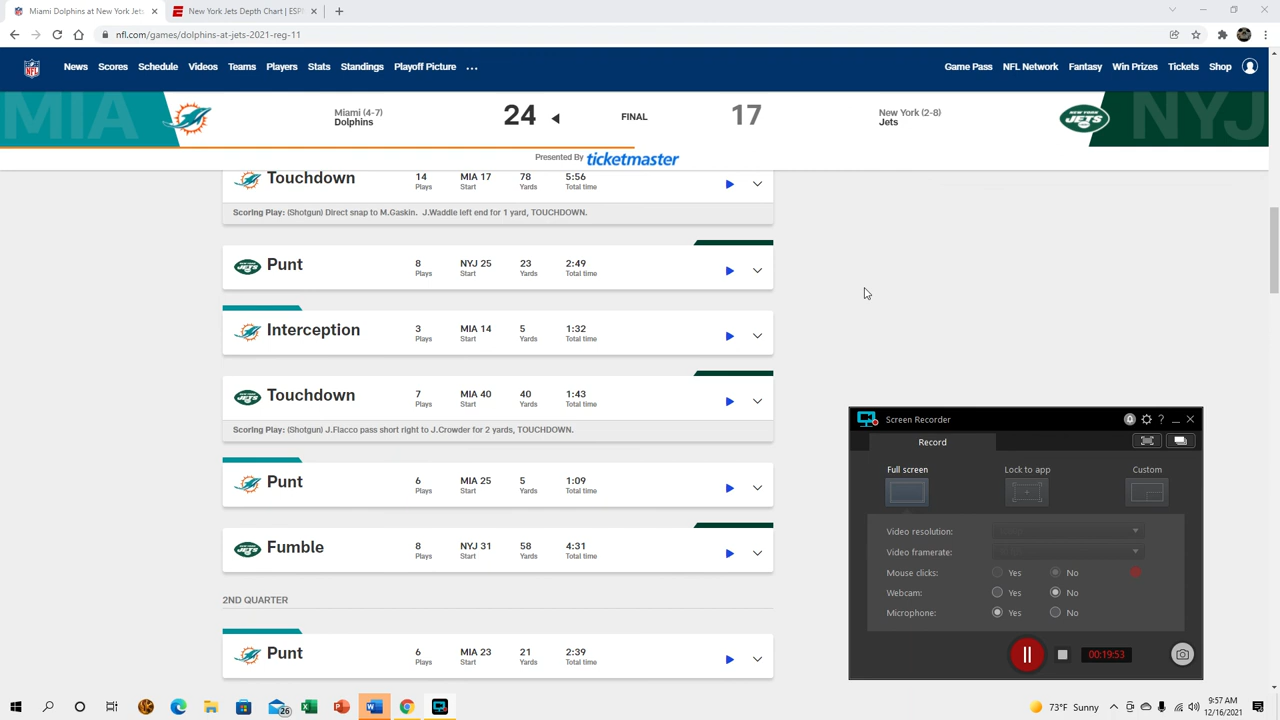 Miami Dolphins at New York Jets
New York Jets Depth Chart | ESP
nfl.com/games/dolphins-at-jets-2021-reg-11
NFL
News Scores Schedule Videos Teams Players Stats Standings Playoff Picture ... Game Pass NFL Network Fantasy Win Prizes Tickets Shop
MIA
Miami (4-7)
Dolphins
24
FINAL
17
New York (2-8)
Jets
JETS
NYJ
Presented By ticketmaster
Touchdown 14 MIA 17 78 5:56
Plays Start Yards Total time
Scoring Play: (Shotgun) Direct snap to M.Gaskin. J.Waddle left end for 1 yard, TOUCHDOWN.
Punt 8 NYJ 25 23 2:49
Plays Start Yards Total time
Interception 3 MIA 14 5 1:32
Plays Start Yards Total time
Touchdown 7 MIA 40 40 1:43
Plays Start Yards Total time
Scoring Play: (Shotgun) J.Flacco pass short right to J.Crowder for 2 yards, TOUCHDOWN.
Punt 6 MIA 25 5 1:09
Plays Start Yards Total time
Fumble 8 NYJ 31 58 4:31
Plays Start Yards Total time
2ND QUARTER
Punt 6 MIA 23 21 2:39
Plays Start Yards Total time
Screen Recorder
Record
Full screen Lock to app Custom
Video resolution:
Video framerate:
Mouse clicks: Yes No
Webcam: Yes No
Microphone: Yes No
00:19:53
26
73°F Sunny
9:57 AM
12/16/2021